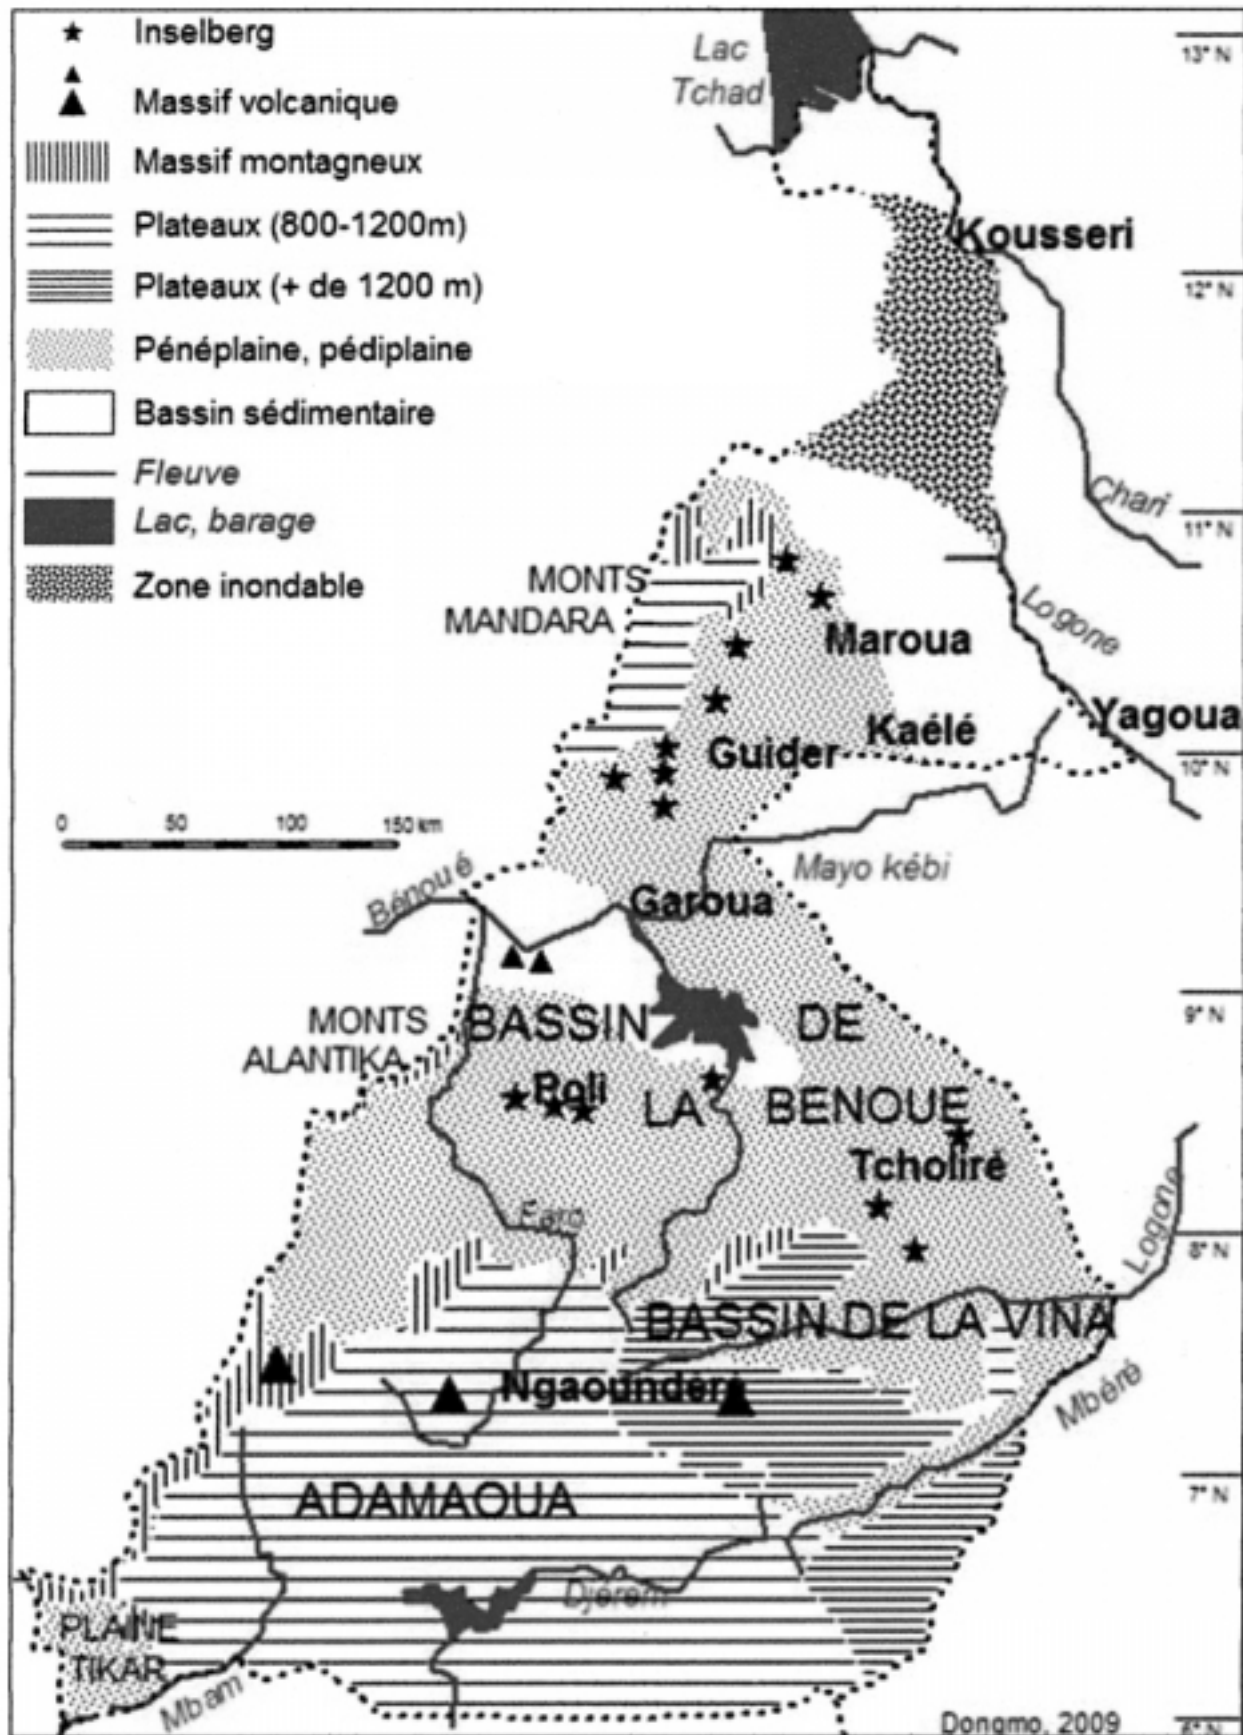 Inselberg
Massif volcanique
Massif montagneux
Plateaux (800-1200m)
Plateaux (+ de 1200 m)
Pénéplaine, pédiplaine
Bassin sédimentaire
Fleuve
Lac, barage
Zone inondable
Lac
Tchad
13° N
Kousseri
12° N
Chari
11° N
MONTS
MANDARA
Logone
Maroua
Yagoua
Kaélé
Guider
10° N
0 50 100 150 km
Mayo kébi
Bénoué
Garoua
9° N
MONTS
ALANTIKA
BASSIN DE
LA BENOUE
Poli
Tcholiré
Faro
Logone
8° N
BASSIN DE LA VINA
Ngaoundere
Mbéré
7° N
ADAMAOUA
Djerem
PLAINE
TIKAR
Mbam
Dongmo, 2009
6° N